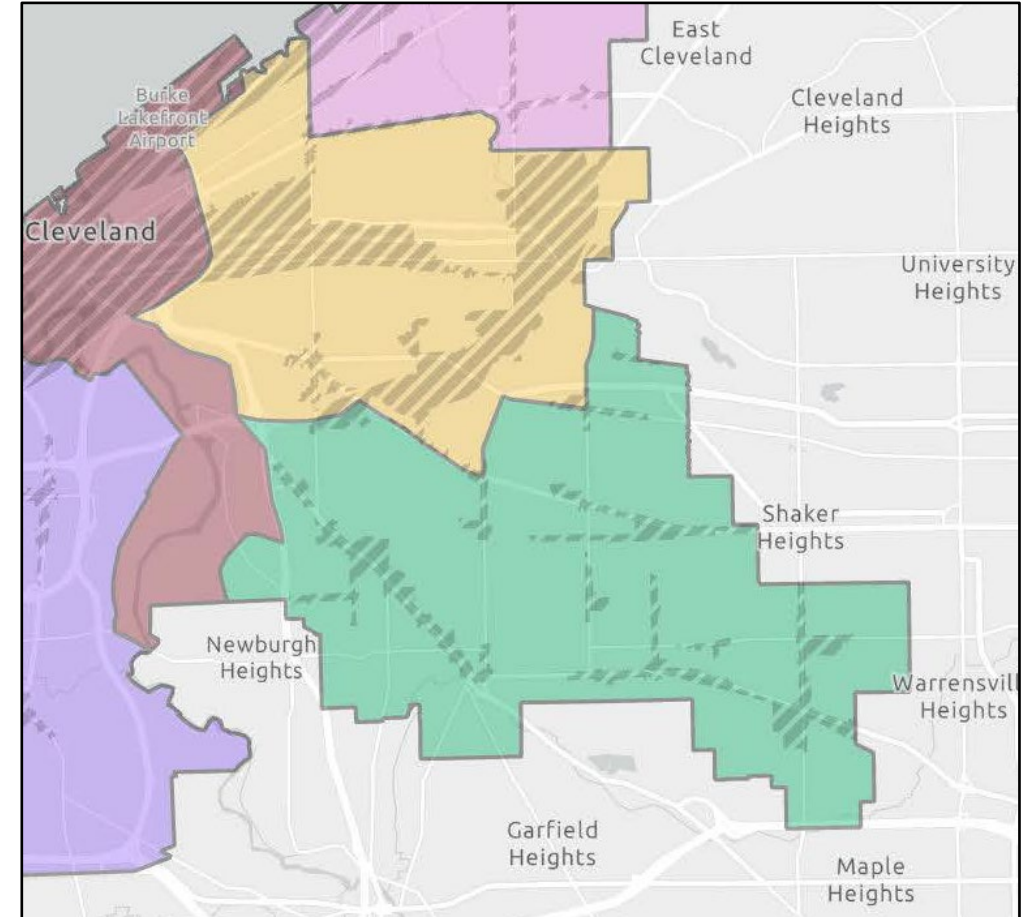 East
Cleveland
Cleveland
Heights
Burke
Lakefront
Airport
Cleveland
University
Heights
Shaker
Heights
Newburgh
Heights
Warrensvil
Heights
Garfield
Heights
Maple
Heights